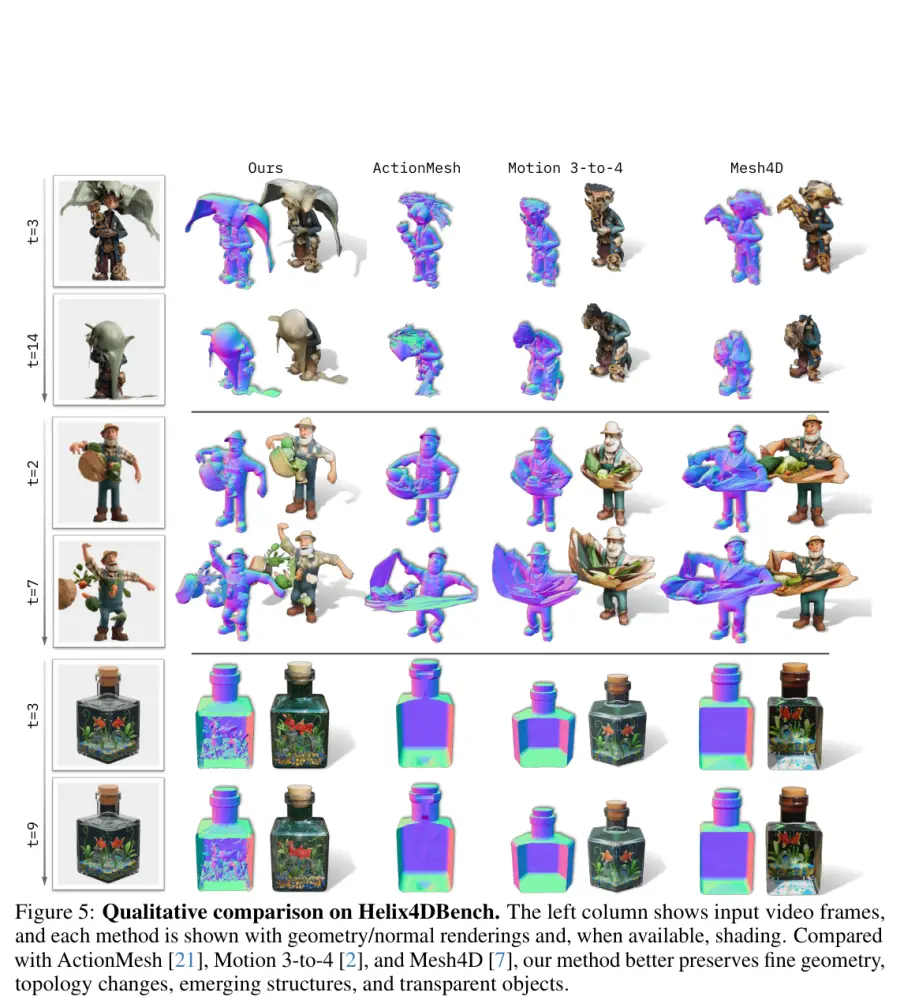 Ours ActionMesh Motion 3-to-4 Mesh4D
t=3
t=14
t=2
t=7
t=3
t=9
Figure 5: Qualitative comparison on Helix4DBench. The left column shows input video frames,
and each method is shown with geometry/normal renderings and, when available, shading. Compared
with ActionMesh [21], Motion 3-to-4 [2], and Mesh4D [7], our method better preserves fine geometry,
topology changes, emerging structures, and transparent objects.